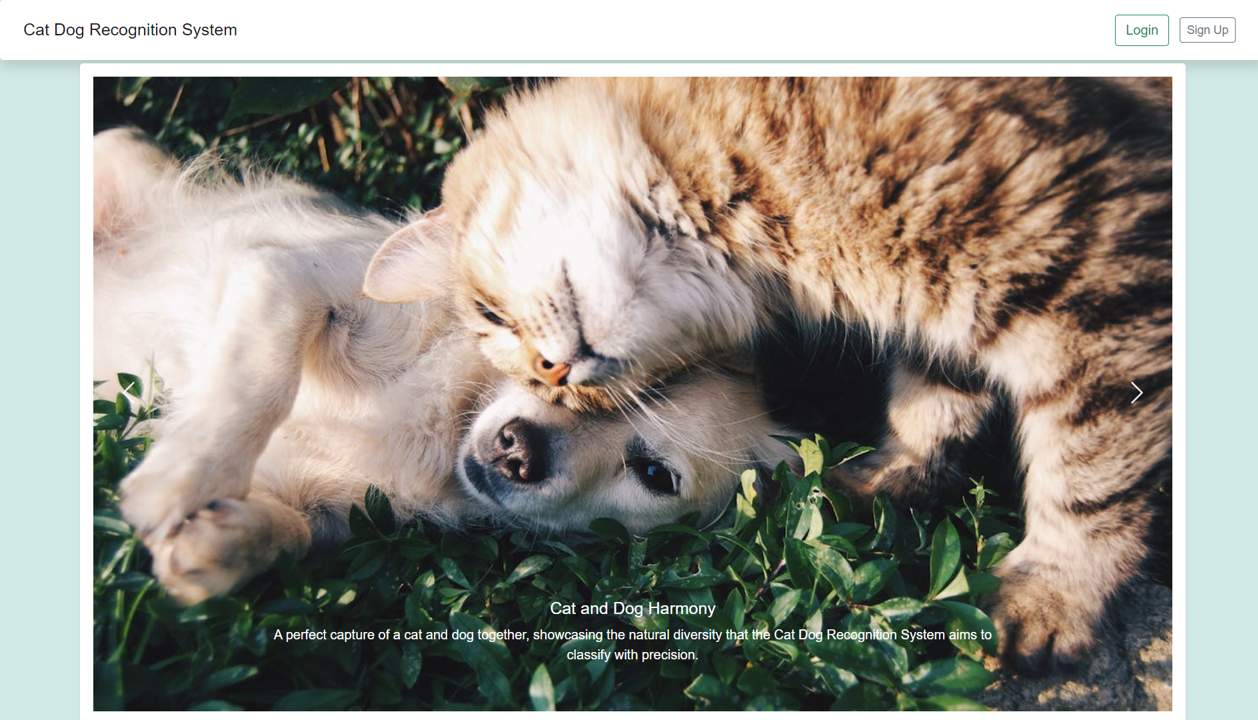 Cat Dog Recognition System
Login
Sign Up
Cat and Dog Harmony
A perfect capture of a cat and dog together, showcasing the natural diversity that the Cat Dog Recognition System aims to
classify with precision.